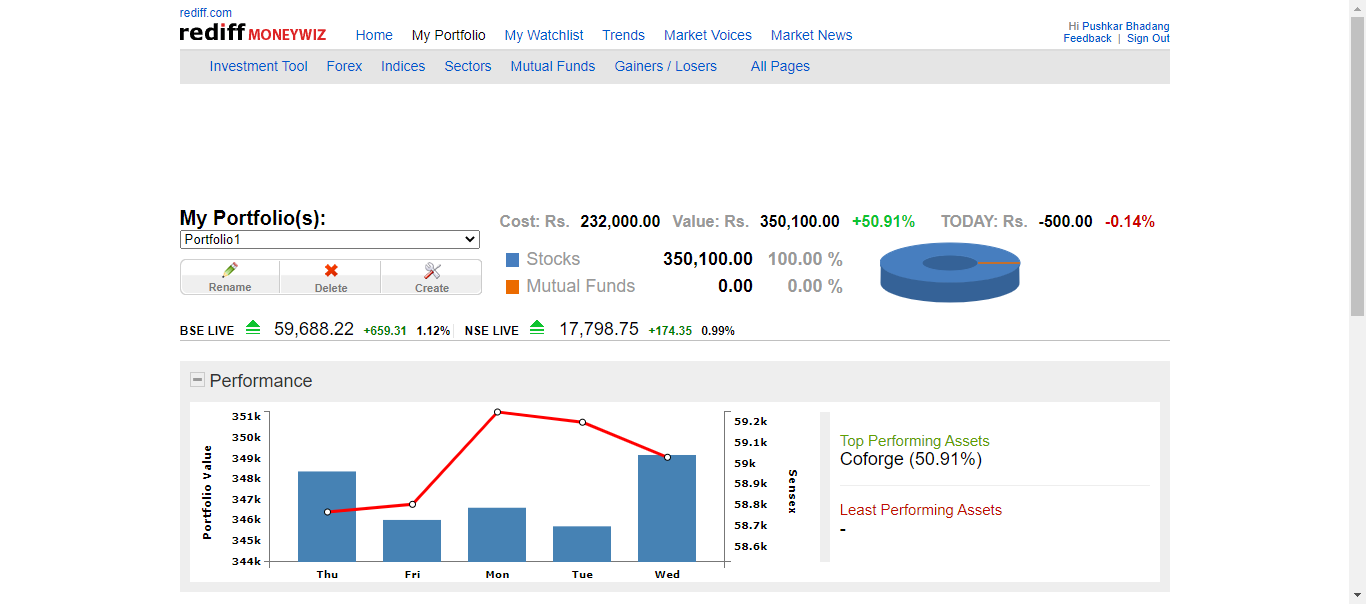 rediff.com
rediff MONEYWIZ Home My Portfolio My Watchlist Trends Market Voices Market News
Hi Pushkar Bhadang
Feedback | Sign Out
Investment Tool Forex Indices Sectors Mutual Funds Gainers / Losers All Pages
My Portfolio(s):
Portfolio1
Rename Delete Create
Cost: Rs. 232,000.00 Value: Rs. 350,100.00 +50.91% TODAY: Rs. -500.00 -0.14%
Stocks 350,100.00 100.00 %
Mutual Funds 0.00 0.00 %
BSE LIVE 59,688.22 +659.31 1.12% NSE LIVE 17,798.75 +174.35 0.99%
Performance
Portfolio Value
351k
350k
349k
348k
347k
346k
345k
344k
Thu Fri Mon Tue Wed
59.2k
59.1k
59k
58.9k
58.8k
58.7k
58.6k
Sensex
Top Performing Assets
Coforge (50.91%)
Least Performing Assets
-